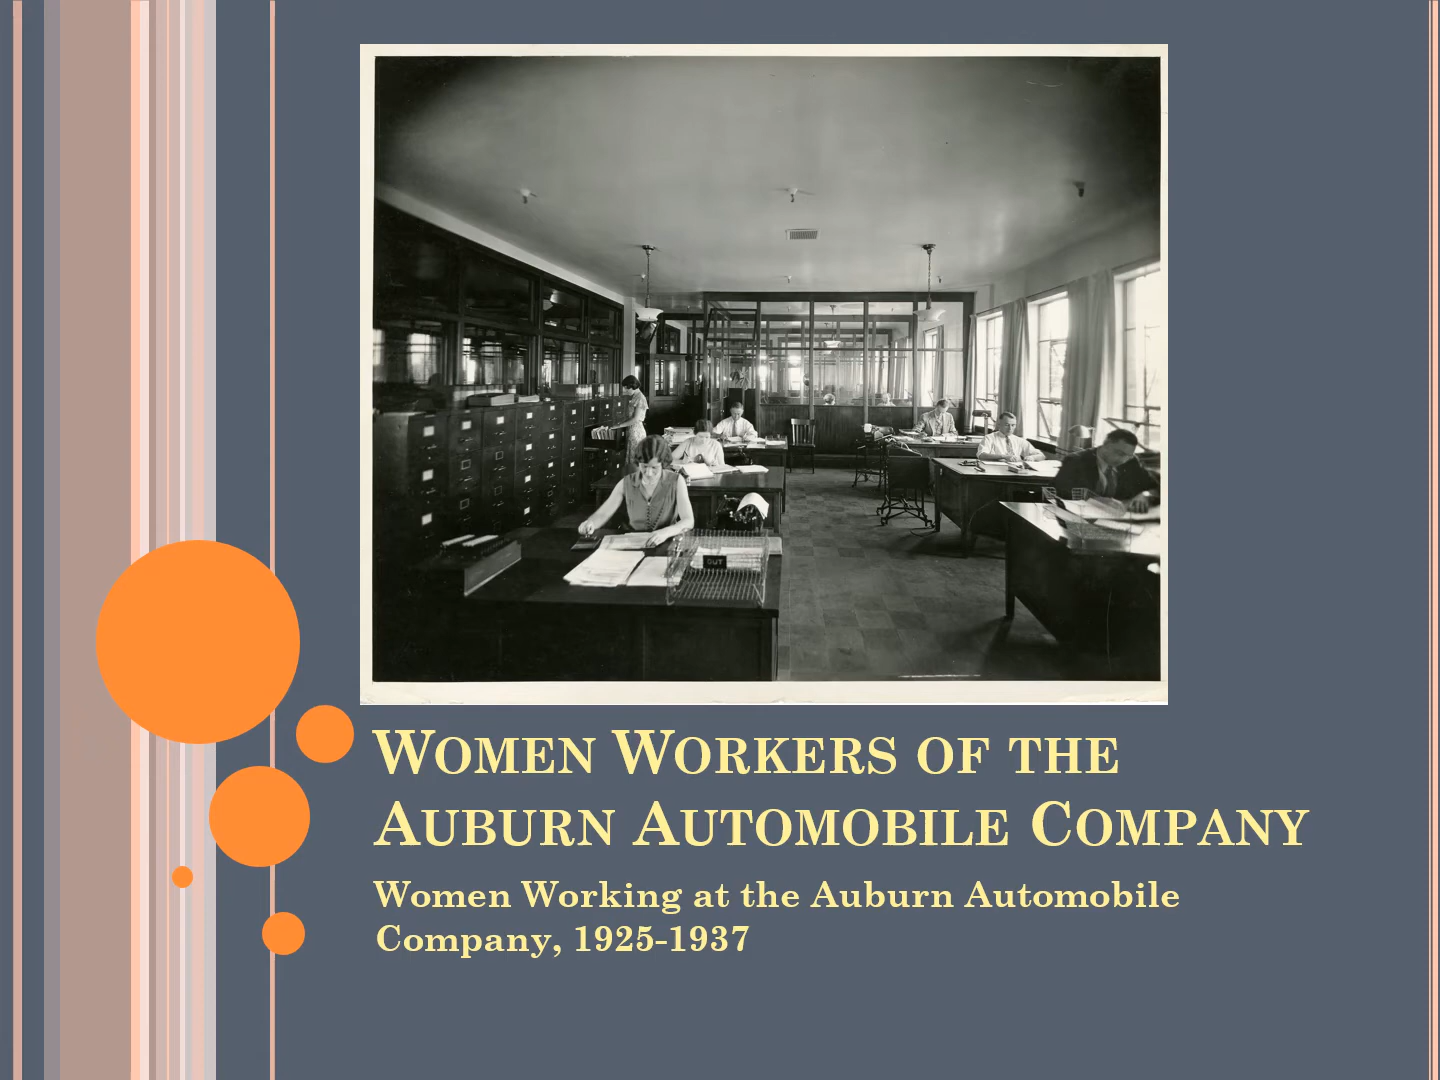 OUT
Women Workers of the
Auburn Automobile Company
Women Working at the Auburn Automobile
Company, 1925-1937